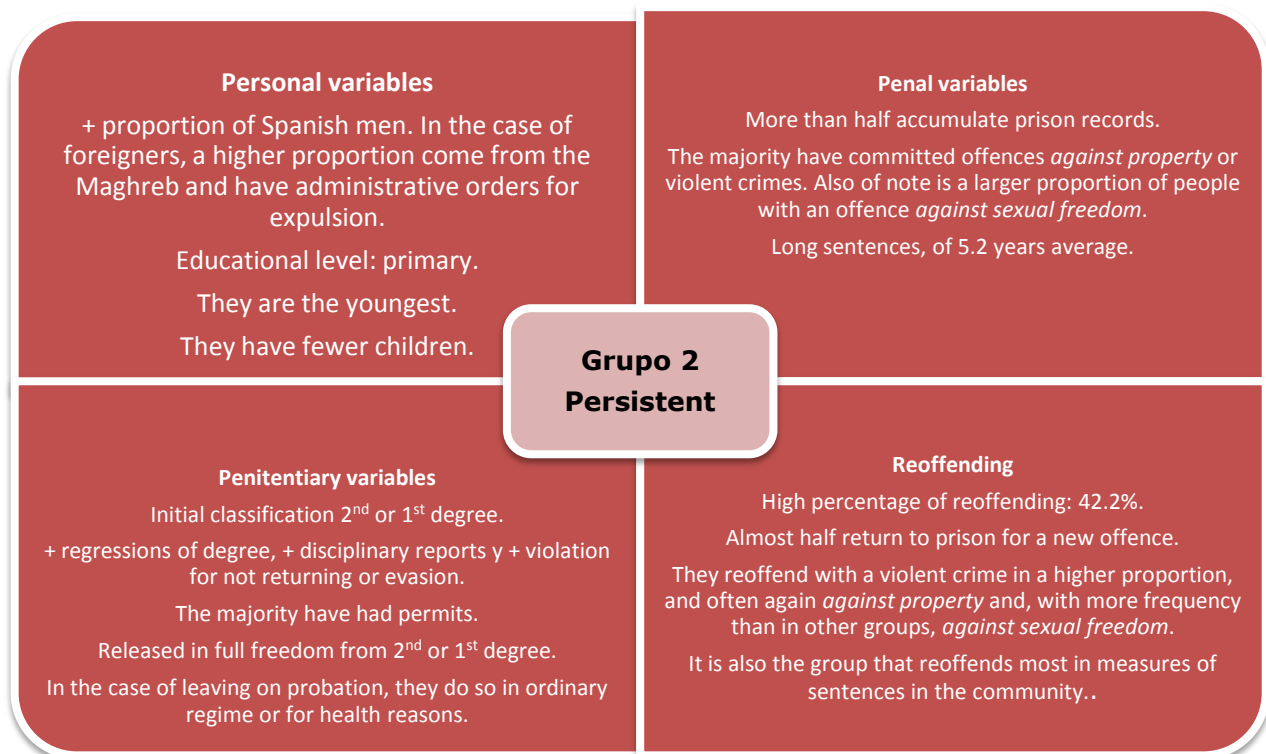 Personal variables
+ proportion of Spanish men. In the case of
foreigners, a higher proportion come from the
Maghreb and have administrative orders for
expulsion.
Educational level: primary.
They are the youngest.
They have fewer children.
Penal variables
More than half accumulate prison records.
The majority have committed offences against property or
violent crimes. Also of note is a larger proportion of people
with an offence against sexual freedom.
Long sentences, of 5.2 years average.
Grupo 2
Persistent
Penitentiary variables
Initial classification 2nd or 1st degree.
+ regressions of degree, + disciplinary reports y + violation
for not returning or evasion.
The majority have had permits.
Released in full freedom from 2nd or 1st degree.
In the case of leaving on probation, they do so in ordinary
regime or for health reasons.
Reoffending
High percentage of reoffending: 42.2%.
Almost half return to prison for a new offence.
They reoffend with a violent crime in a higher proportion,
and often again against property and, with more frequency
than in other groups, against sexual freedom.
It is also the group that reoffends most in measures of
sentences in the community..